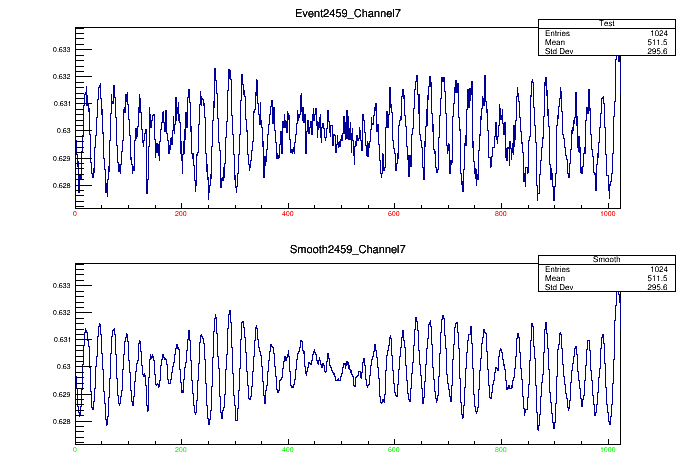 Event2459_Channel7
Test
Entries 1024
Mean 511.5
Std Dev 295.6
0.633
0.632
0.631
0.63
0.629
0.628
0 200 400 600 800 1000
Smooth2459_Channel7
Smooth
Entries 1024
Mean 511.5
Std Dev 295.6
0.633
0.632
0.631
0.63
0.629
0.628
0 200 400 600 800 1000